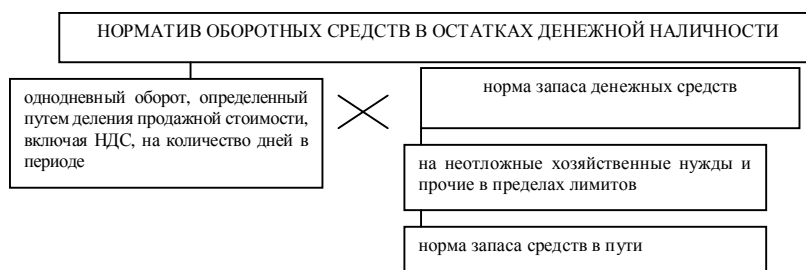 НОРМАТИВ ОБОРОТНЫХ СРЕДСТВ В ОСТАТКАХ ДЕНЕЖНОЙ НАЛИЧНОСТИ
однодневный оборот, определенный
путем деления продажной стоимости,
включая НДС, на количество дней в
периоде
норма запаса денежных средств
на неотложные хозяйственные нужды и
прочие в пределах лимитов
норма запаса средств в пути